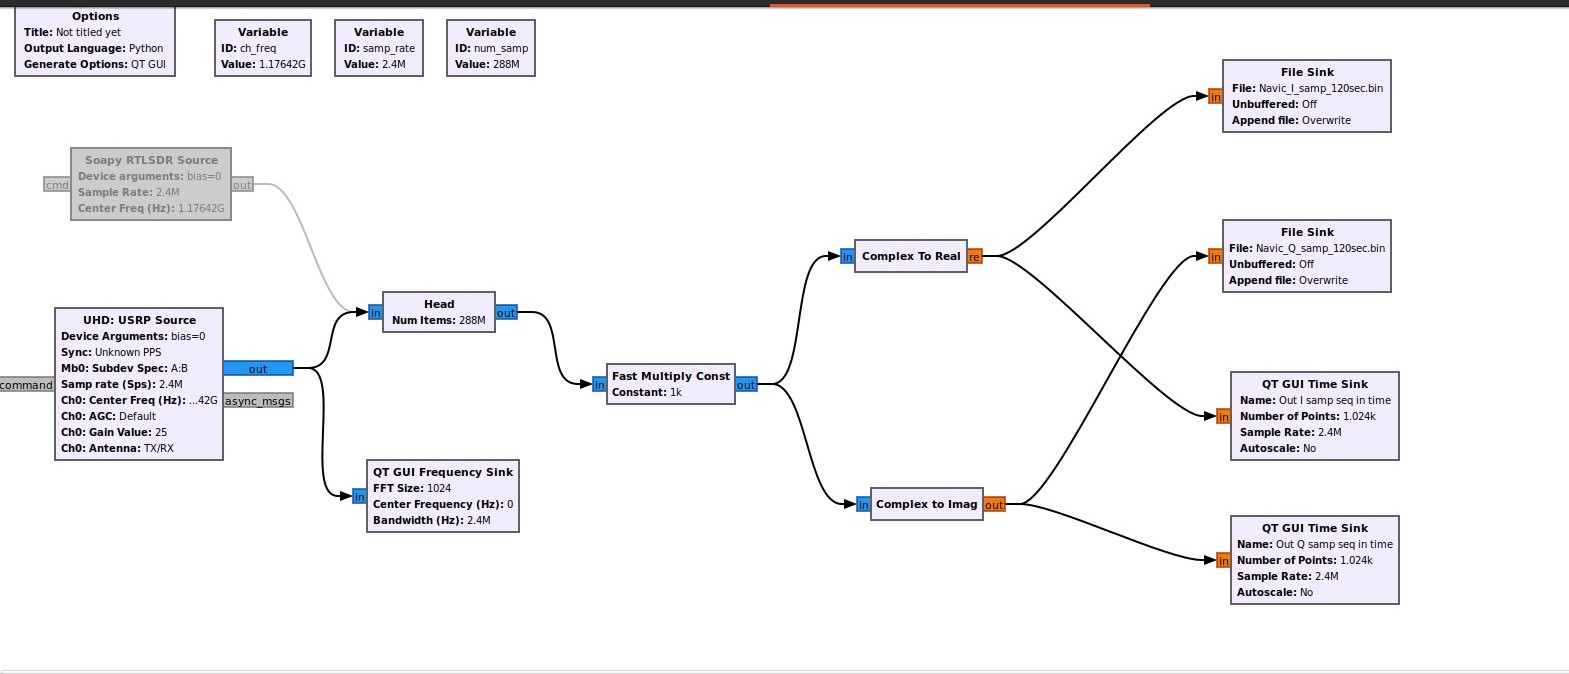 Options
Title: Not titled yet
Output Language: Python
Generate Options: QT GUI
Variable
ID: ch_freq
Value: 1.17642G
Variable
ID: samp_rate
Value: 2.4M
Variable
ID: num_samp
Value: 288M
File Sink
File: Navic_I_samp_120sec.bin
Unbuffered: Off
Append file: Overwrite
in
Soapy RTLSDR Source
Device arguments: bias=0
Sample Rate: 2.4M
Center Freq (Hz): 1.17642G
cmd
out
File Sink
File: Navic_Q_samp_120sec.bin
Unbuffered: Off
Append file: Overwrite
in
in
Complex To Real
re
Head
Num Items: 288M
in
out
UHD: USRP Source
Device Arguments: bias=0
Sync: Unknown PPS
Mb0: Subdev Spec: A:B
Samp rate (Sps): 2.4M
Ch0: Center Freq (Hz): ...42G
Ch0: AGC: Default
Ch0: Gain Value: 25
Ch0: Antenna: TX/RX
command
out
async_msgs
in
Fast Multiply Const
Constant: 1k
out
QT GUI Time Sink
Name: Out I samp seq in time
Number of Points: 1.024k
Sample Rate: 2.4M
Autoscale: No
in
QT GUI Frequency Sink
FFT Size: 1024
Center Frequency (Hz): 0
Bandwidth (Hz): 2.4M
in
in
Complex to Imag
out
QT GUI Time Sink
Name: Out Q samp seq in time
Number of Points: 1.024k
Sample Rate: 2.4M
Autoscale: No
in